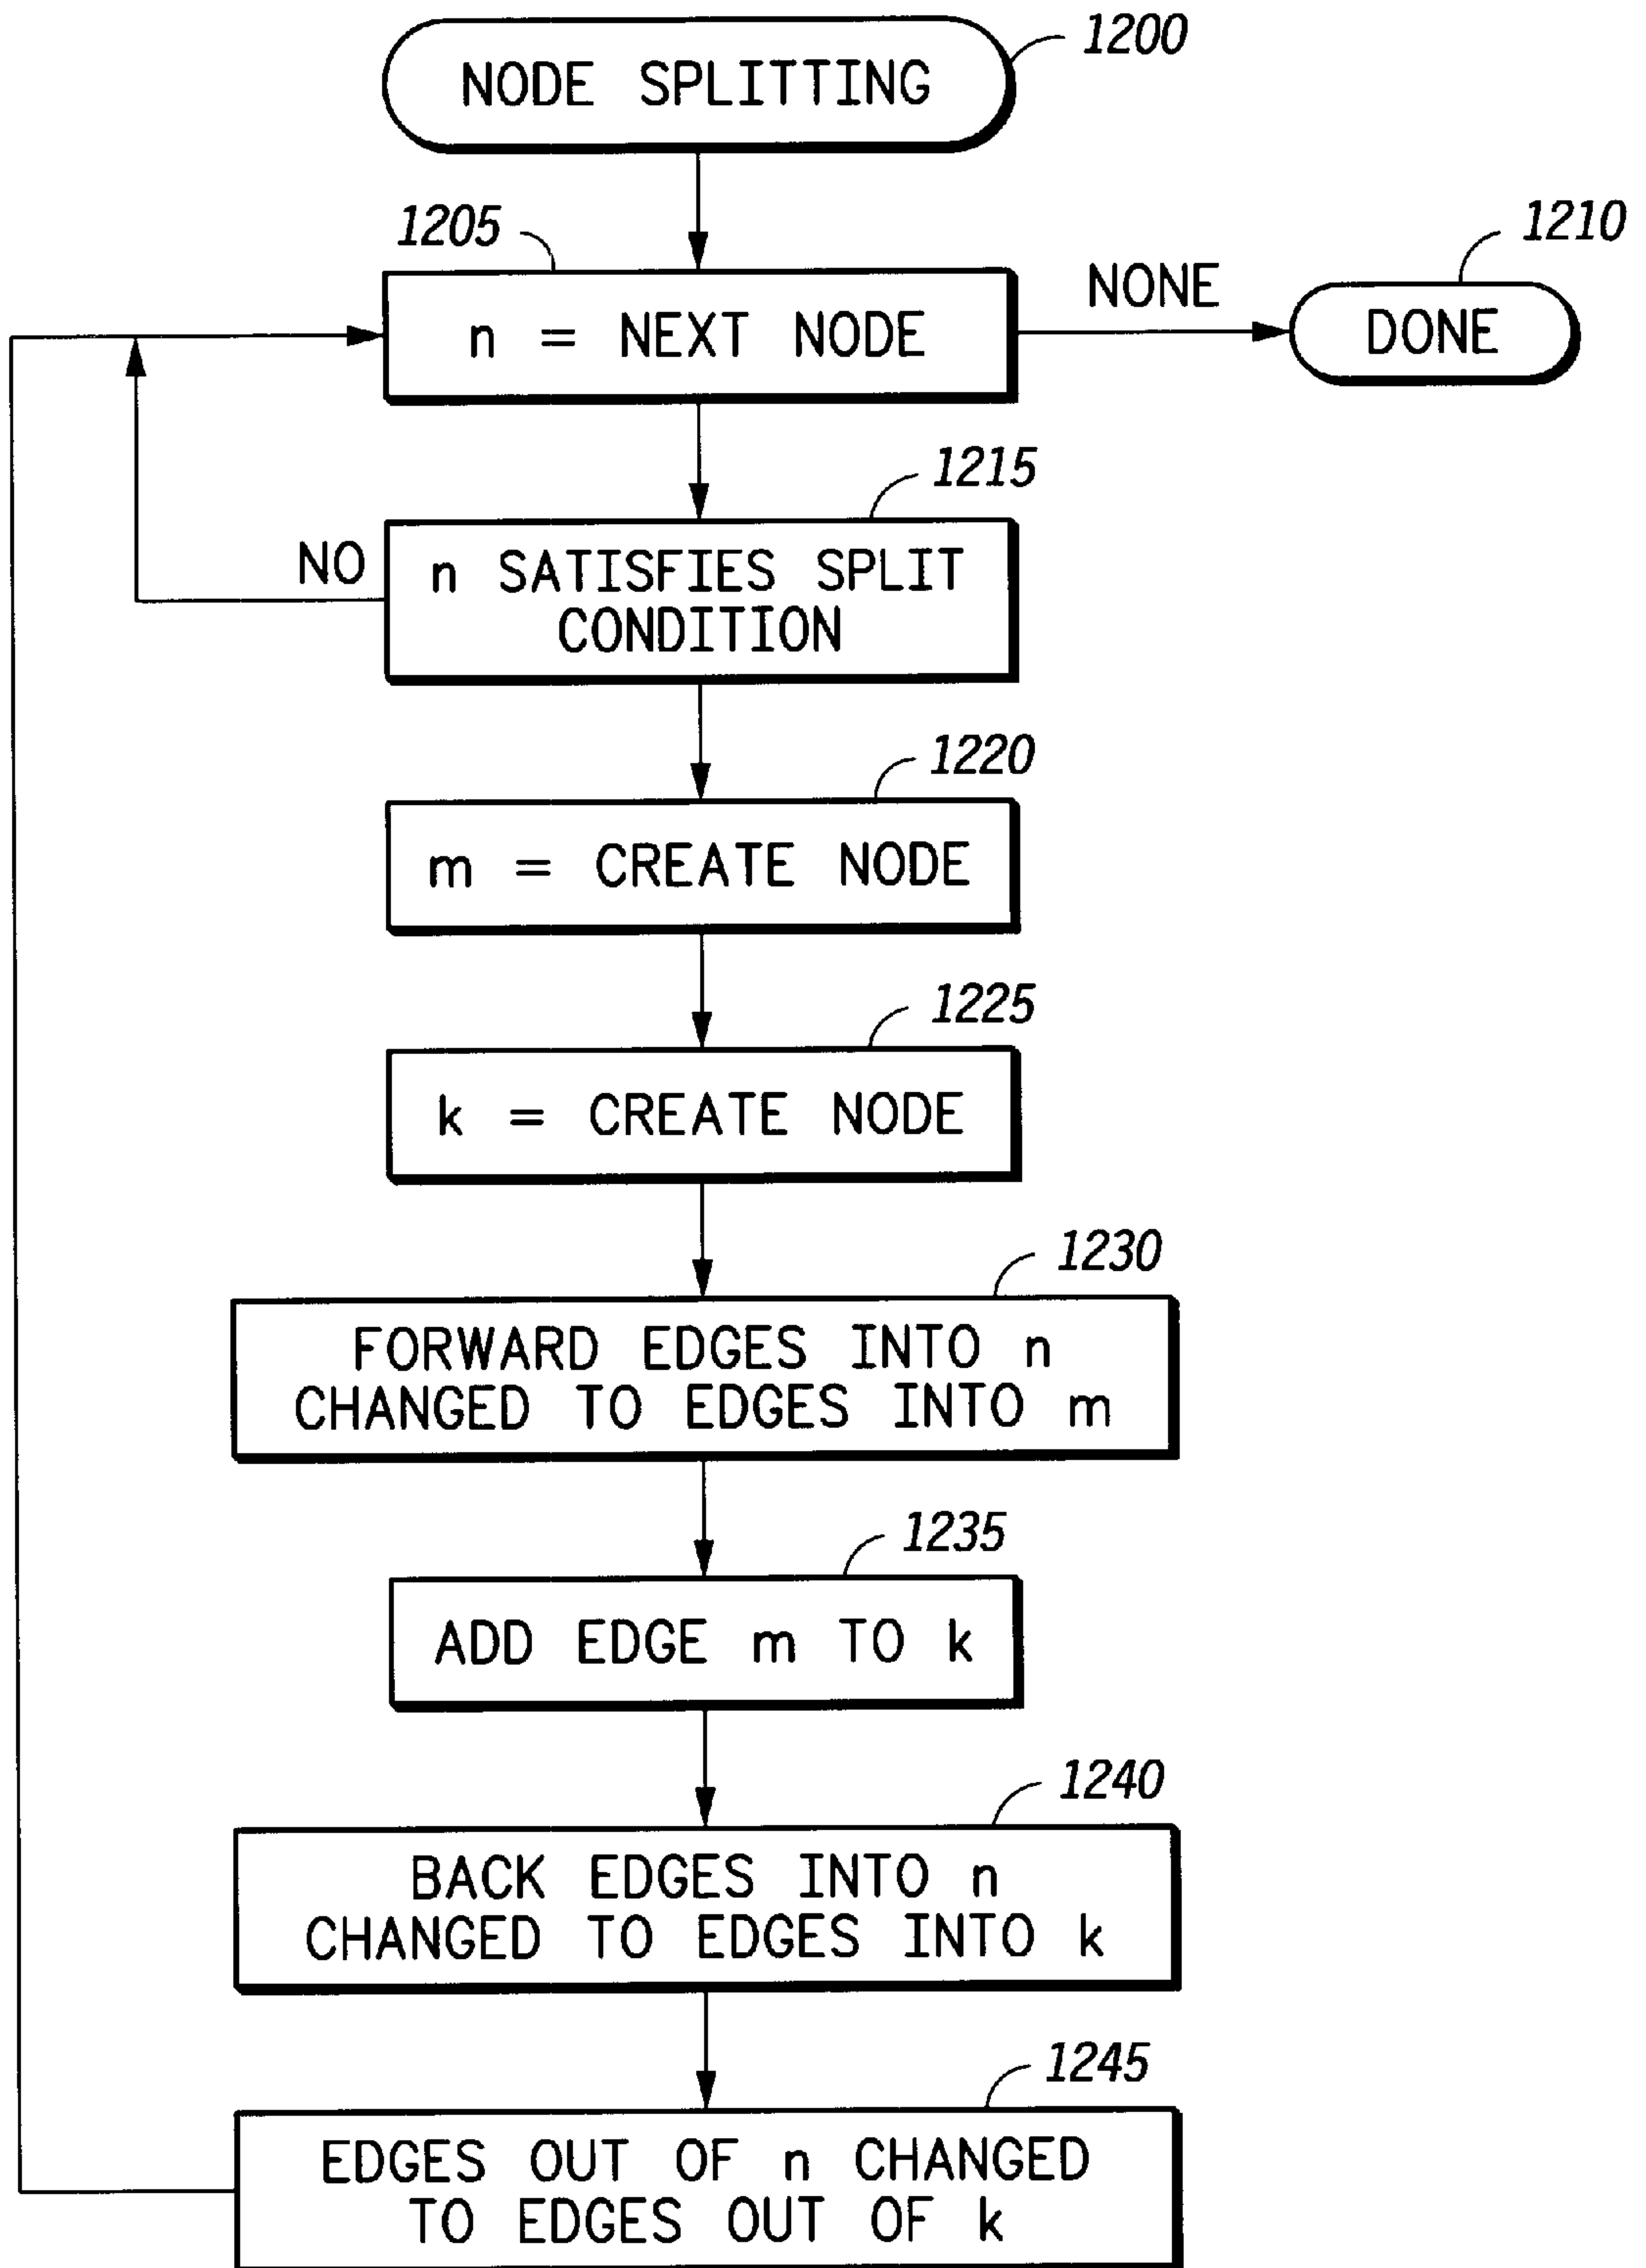 1200
NODE SPLITTING
1205
1210
n = NEXT NODE
NONE
DONE
1215
NO
n SATISFIES SPLIT
CONDITION
1220
m = CREATE NODE
1225
k = CREATE NODE
1230
FORWARD EDGES INTO n
CHANGED TO EDGES INTO m
1235
ADD EDGE m TO k
1240
BACK EDGES INTO n
CHANGED TO EDGES INTO k
1245
EDGES OUT OF n CHANGED
TO EDGES OUT OF k